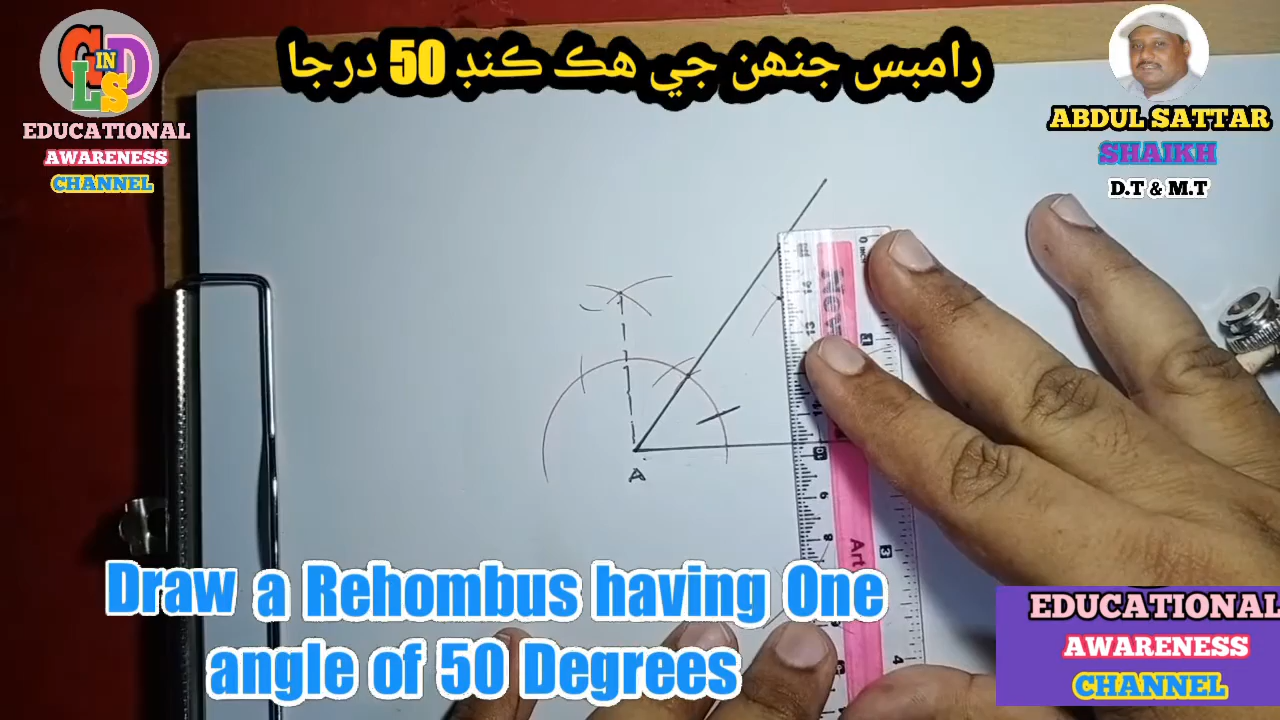 رامبس جنهن جي هڪ ڪنڊ 50 درجا
G IN D
L S
EDUCATIONAL
AWARENESS
CHANNEL
ABDUL SATTAR
SHAIKH
D.T & M.T
A
Draw a Rehombus having One
angle of 50 Degrees
EDUCATIONAL
AWARENESS
CHANNEL